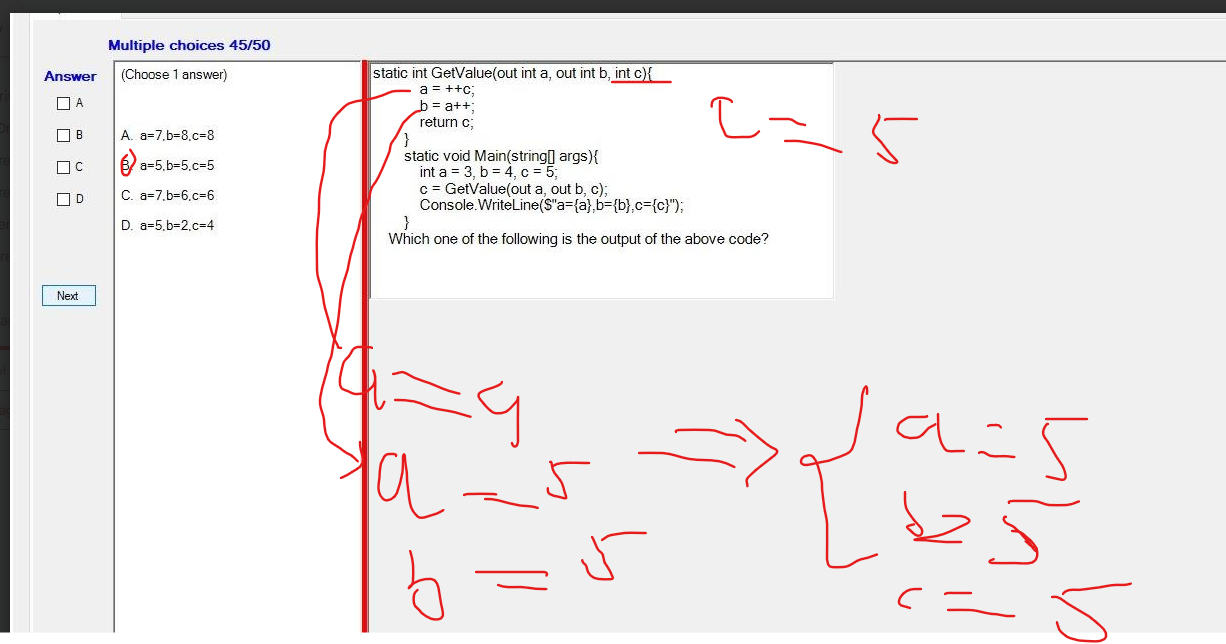 Multiple choices 45/50
Answer
(Choose 1 answer)
A
B
C
D
A. a=7,b=8,c=8
B. a=5,b=5,c=5
C. a=7,b=6,c=6
D. a=5,b=2,c=4
Next
static int GetValue(out int a, out int b, int c){
a = ++c;
b = a++;
return c;
}
static void Main(string[] args){
int a = 3, b = 4, c = 5;
c = GetValue(out a, out b, c);
Console.WriteLine($"a={a},b={b},c={c}");
}
Which one of the following is the output of the above code?
c = 5
a = 5
b = 5
a = 5
b = 5
c = 5